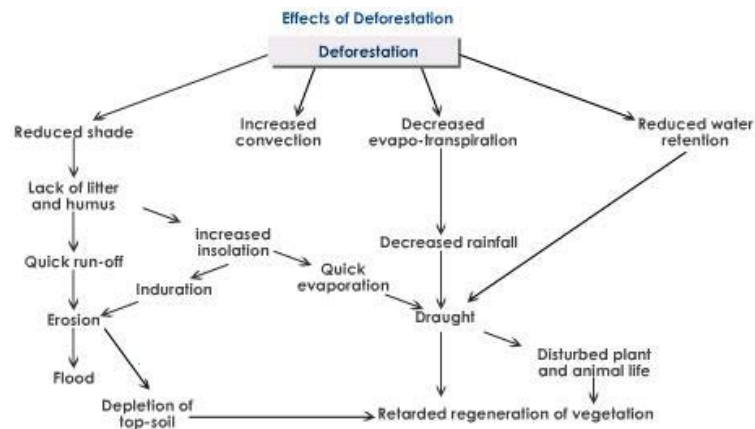 Effects of Deforestation
Deforestation
Reduced shade
Increased
convection
Decreased
evapo-transpiration
Reduced water
retention
Lack of litter
and humus
increased
insolation
Decreased rainfall
Quick run-off
Quick
evaporation
Induration
Erosion
Draught
Disturbed plant
and animal life
Flood
Depletion of
top-soil
Retarded regeneration of vegetation